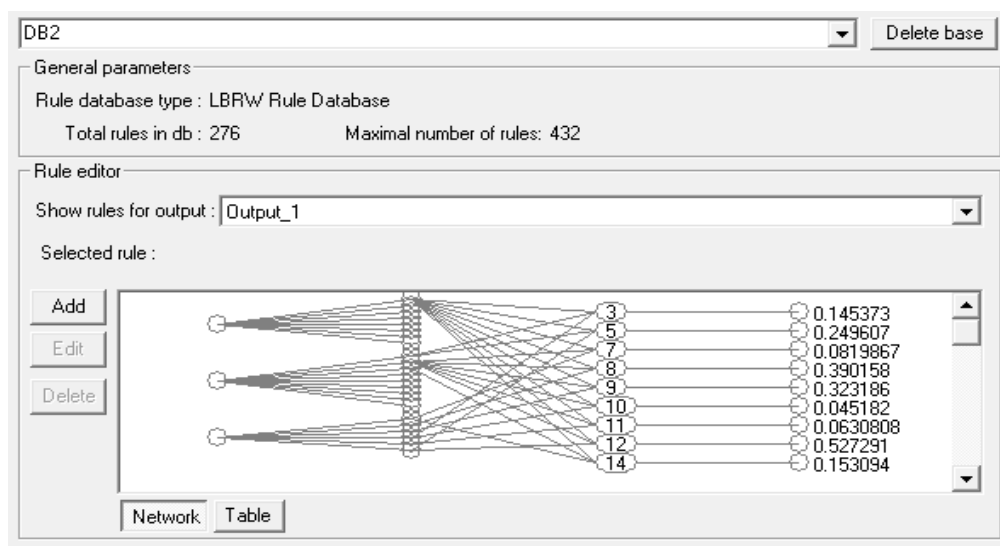 DB2 Delete base
General parameters
Rule database type : LBRW Rule Database
Total rules in db : 276 Maximal number of rules: 432
Rule editor
Show rules for output : Output_1
Selected rule :
Add
Edit
Delete
3 0.145373
5 0.249607
7 0.0819867
8 0.390158
9 0.323186
10 0.045182
11 0.0630808
12 0.527291
14 0.153094
Network Table